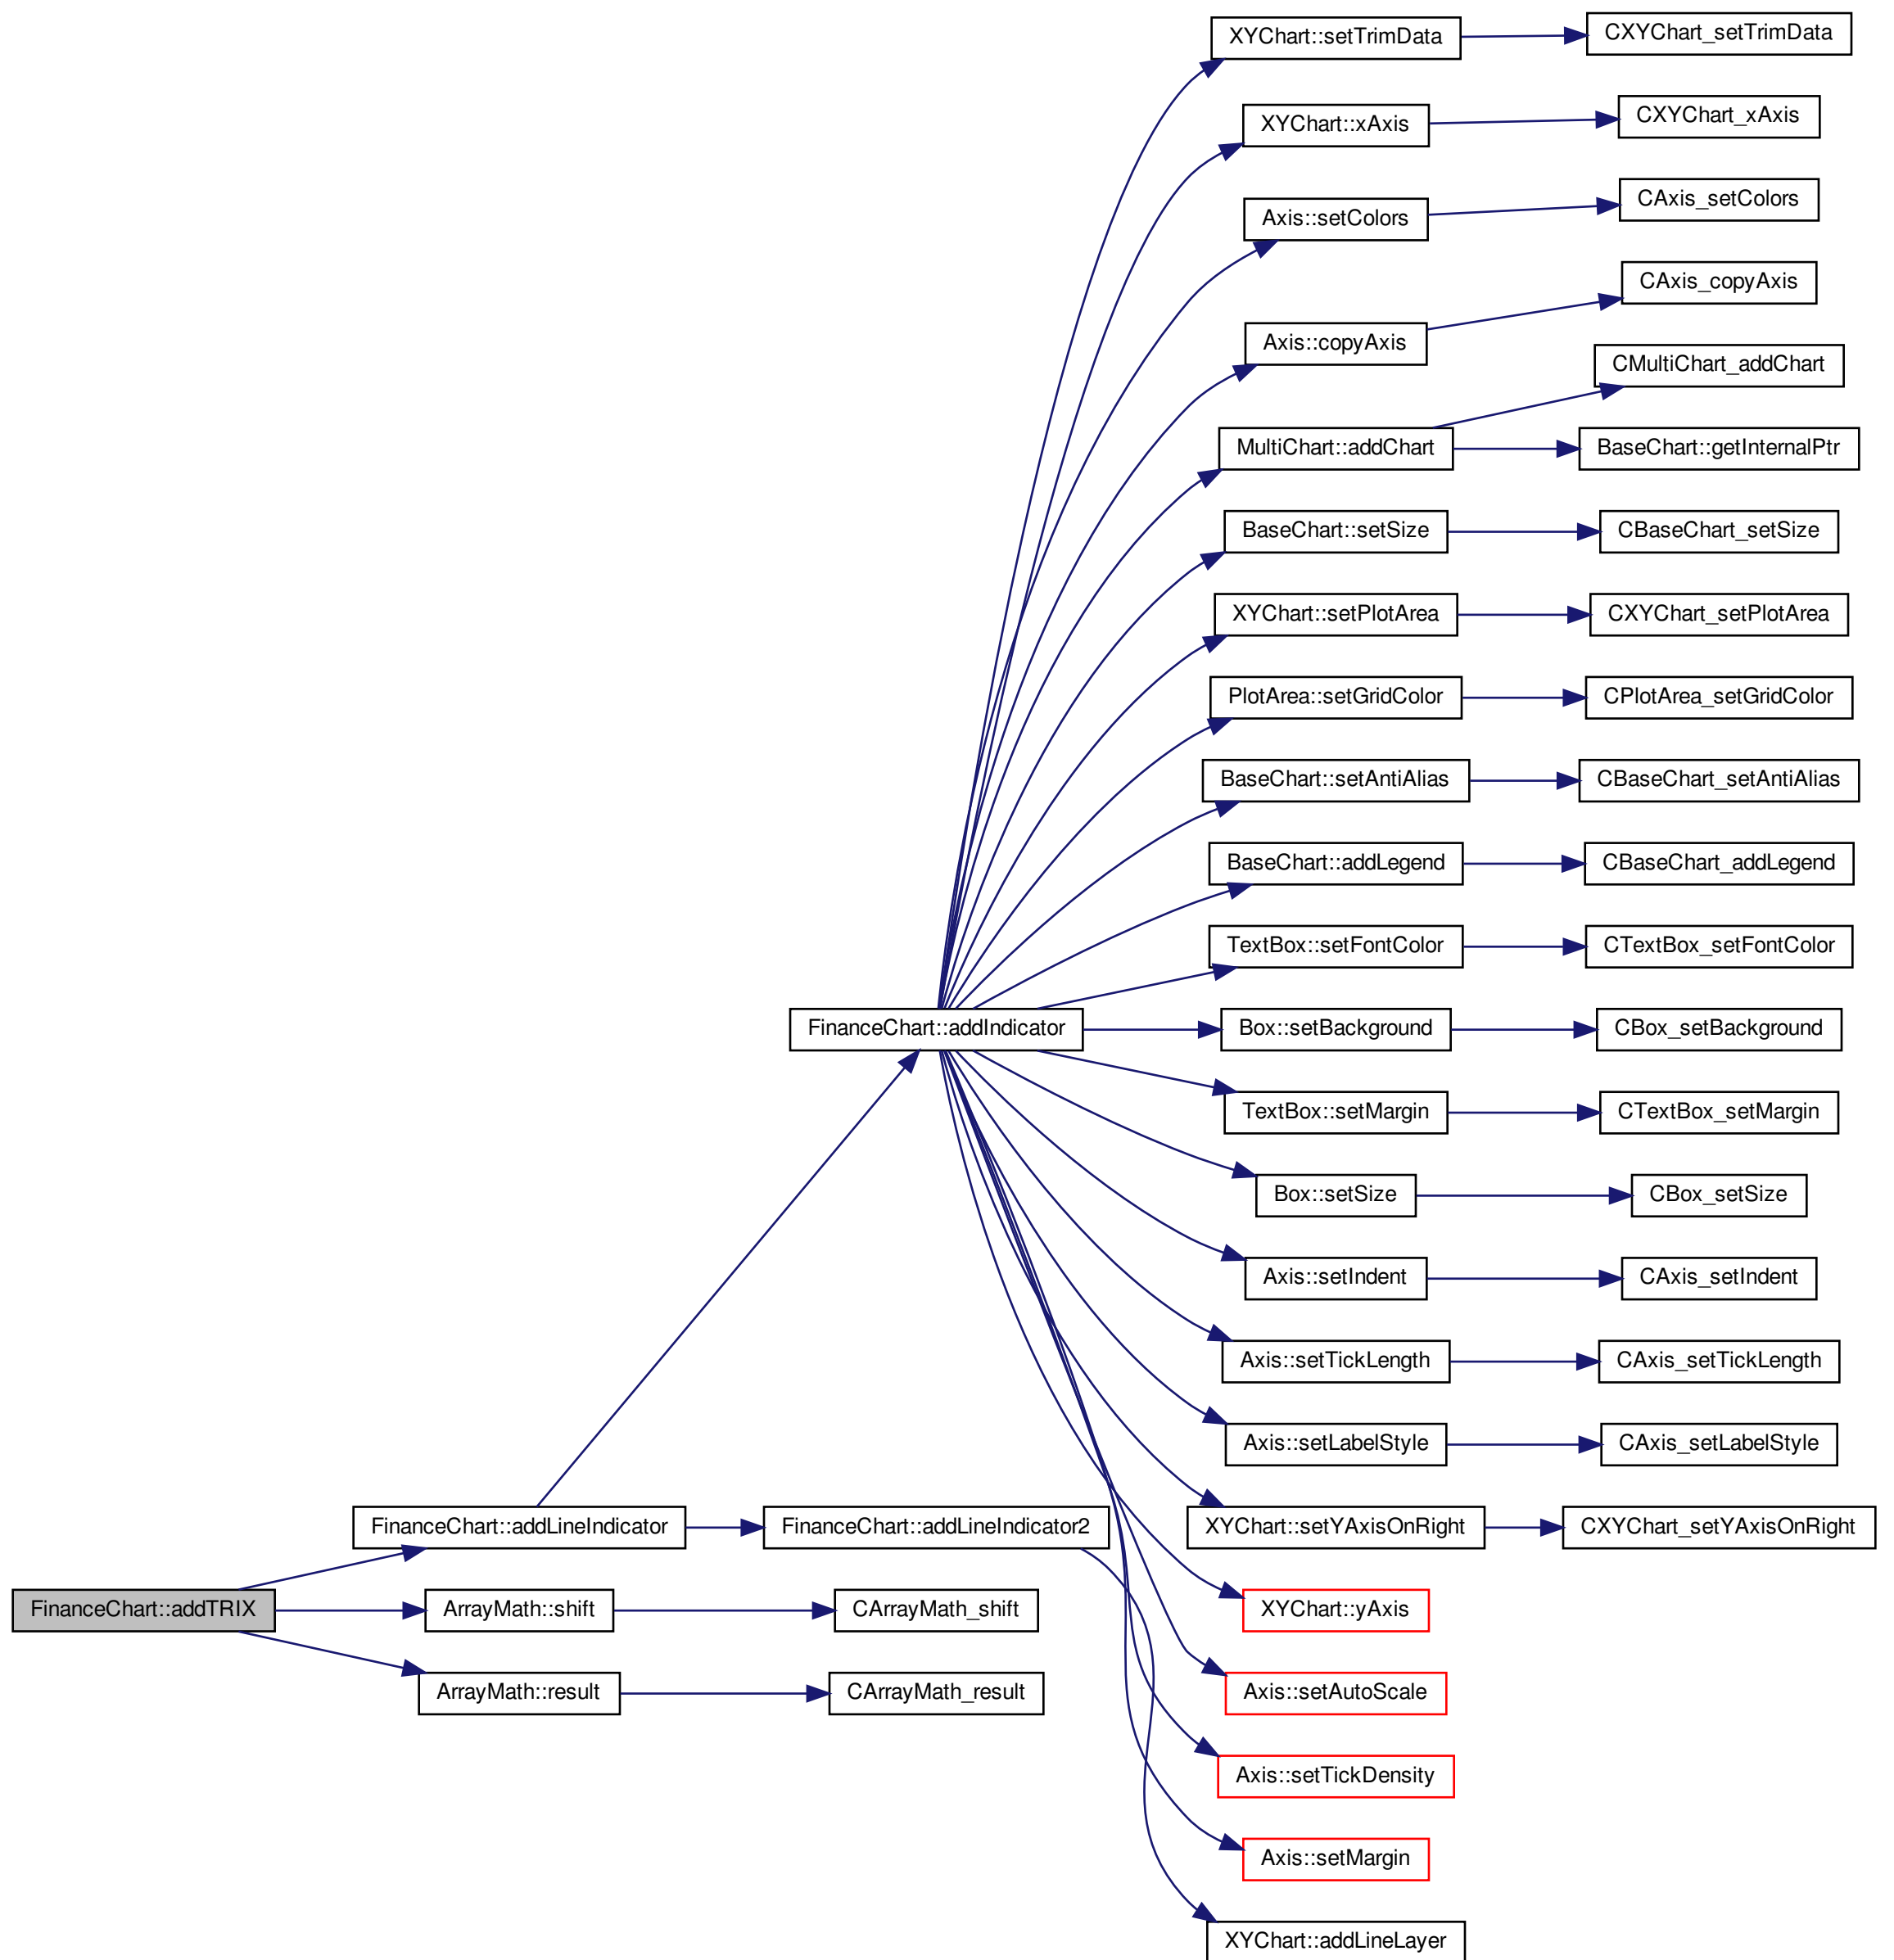 XYChart::setTrimData
CXYChart_setTrimData
XYChart::xAxis
CXYChart_xAxis
Axis::setColors
CAxis_setColors
Axis::copyAxis
CAxis_copyAxis
CMultiChart_addChart
MultiChart::addChart
BaseChart::getInternalPtr
BaseChart::setSize
CBaseChart_setSize
XYChart::setPlotArea
CXYChart_setPlotArea
PlotArea::setGridColor
CPlotArea_setGridColor
BaseChart::setAntiAlias
CBaseChart_setAntiAlias
BaseChart::addLegend
CBaseChart_addLegend
TextBox::setFontColor
CTextBox_setFontColor
FinanceChart::addIndicator
Box::setBackground
CBox_setBackground
TextBox::setMargin
CTextBox_setMargin
Box::setSize
CBox_setSize
Axis::setIndent
CAxis_setIndent
Axis::setTickLength
CAxis_setTickLength
Axis::setLabelStyle
CAxis_setLabelStyle
FinanceChart::addLineIndicator
FinanceChart::addLineIndicator2
XYChart::setYAxisOnRight
CXYChart_setYAxisOnRight
FinanceChart::addTRIX
ArrayMath::shift
CArrayMath_shift
XYChart::yAxis
ArrayMath::result
CArrayMath_result
Axis::setAutoScale
Axis::setTickDensity
Axis::setMargin
XYChart::addLineLayer